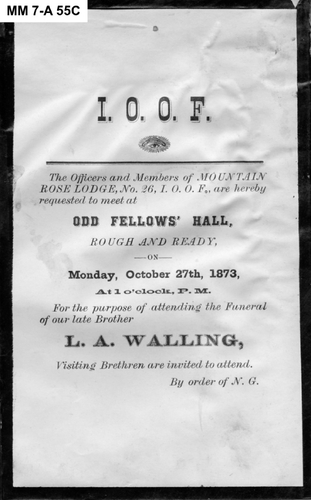 MM 7-A 55C
I. O. O. F.
The Officers and Members of MOUNTAIN
ROSE LODGE, No. 26, I. O. O. F., are hereby
requested to meet at
ODD FELLOWS' HALL,
ROUGH AND READY,
—ON—
Monday, October 27th, 1873,
At 1 o'clock, P. M.
For the purpose of attending the Funeral
of our late Brother
L. A. WALLING,
Visiting Brethren are invited to attend.
By order of N. G.